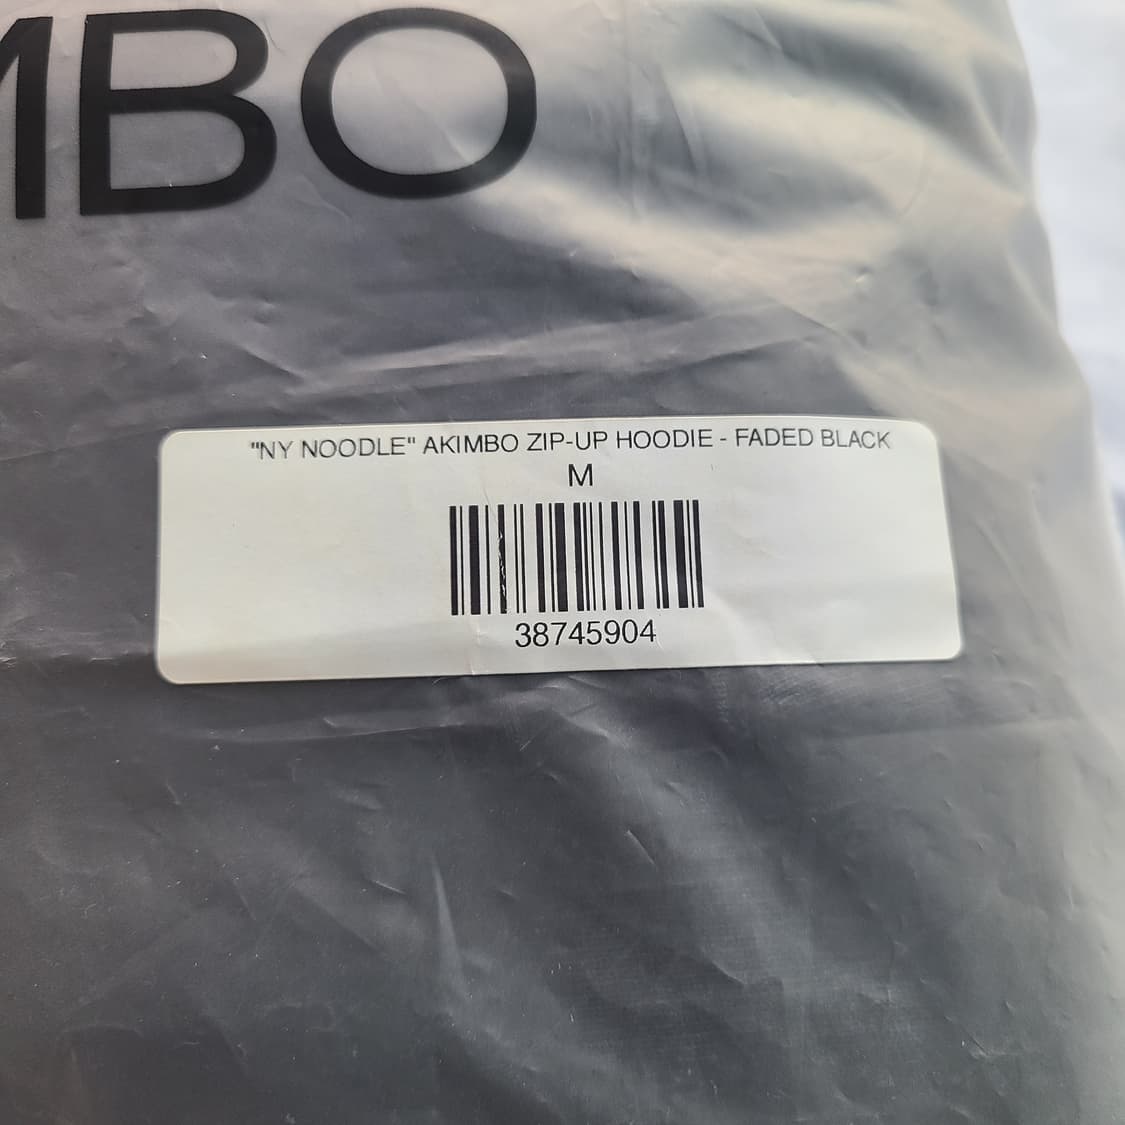 MBO
"NY NOODLE" AKIMBO ZIP-UP HOODIE - FADED BLACK
M
38745904